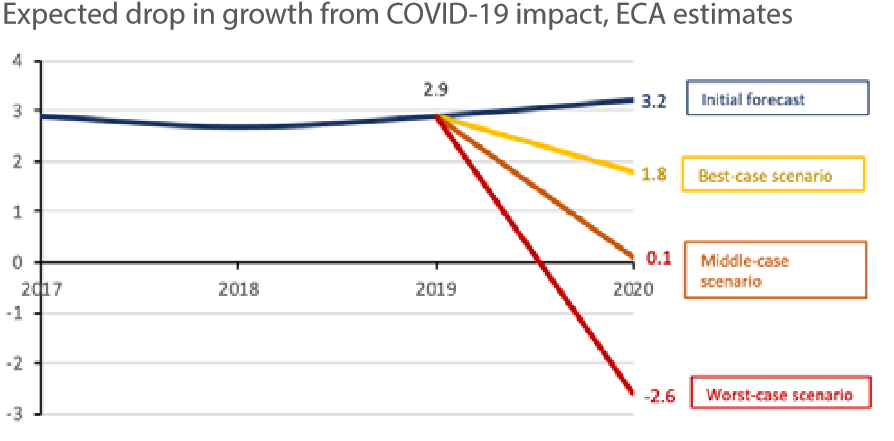 Expected drop in growth from COVID-19 impact, ECA estimates
4
3
2
1
0
-1
-2
-3
2017
2018
2019
2020
2.9
3.2
Initial forecast
1.8
Best-case scenario
0.1
Middle-case
scenario
-2.6
Worst-case scenario